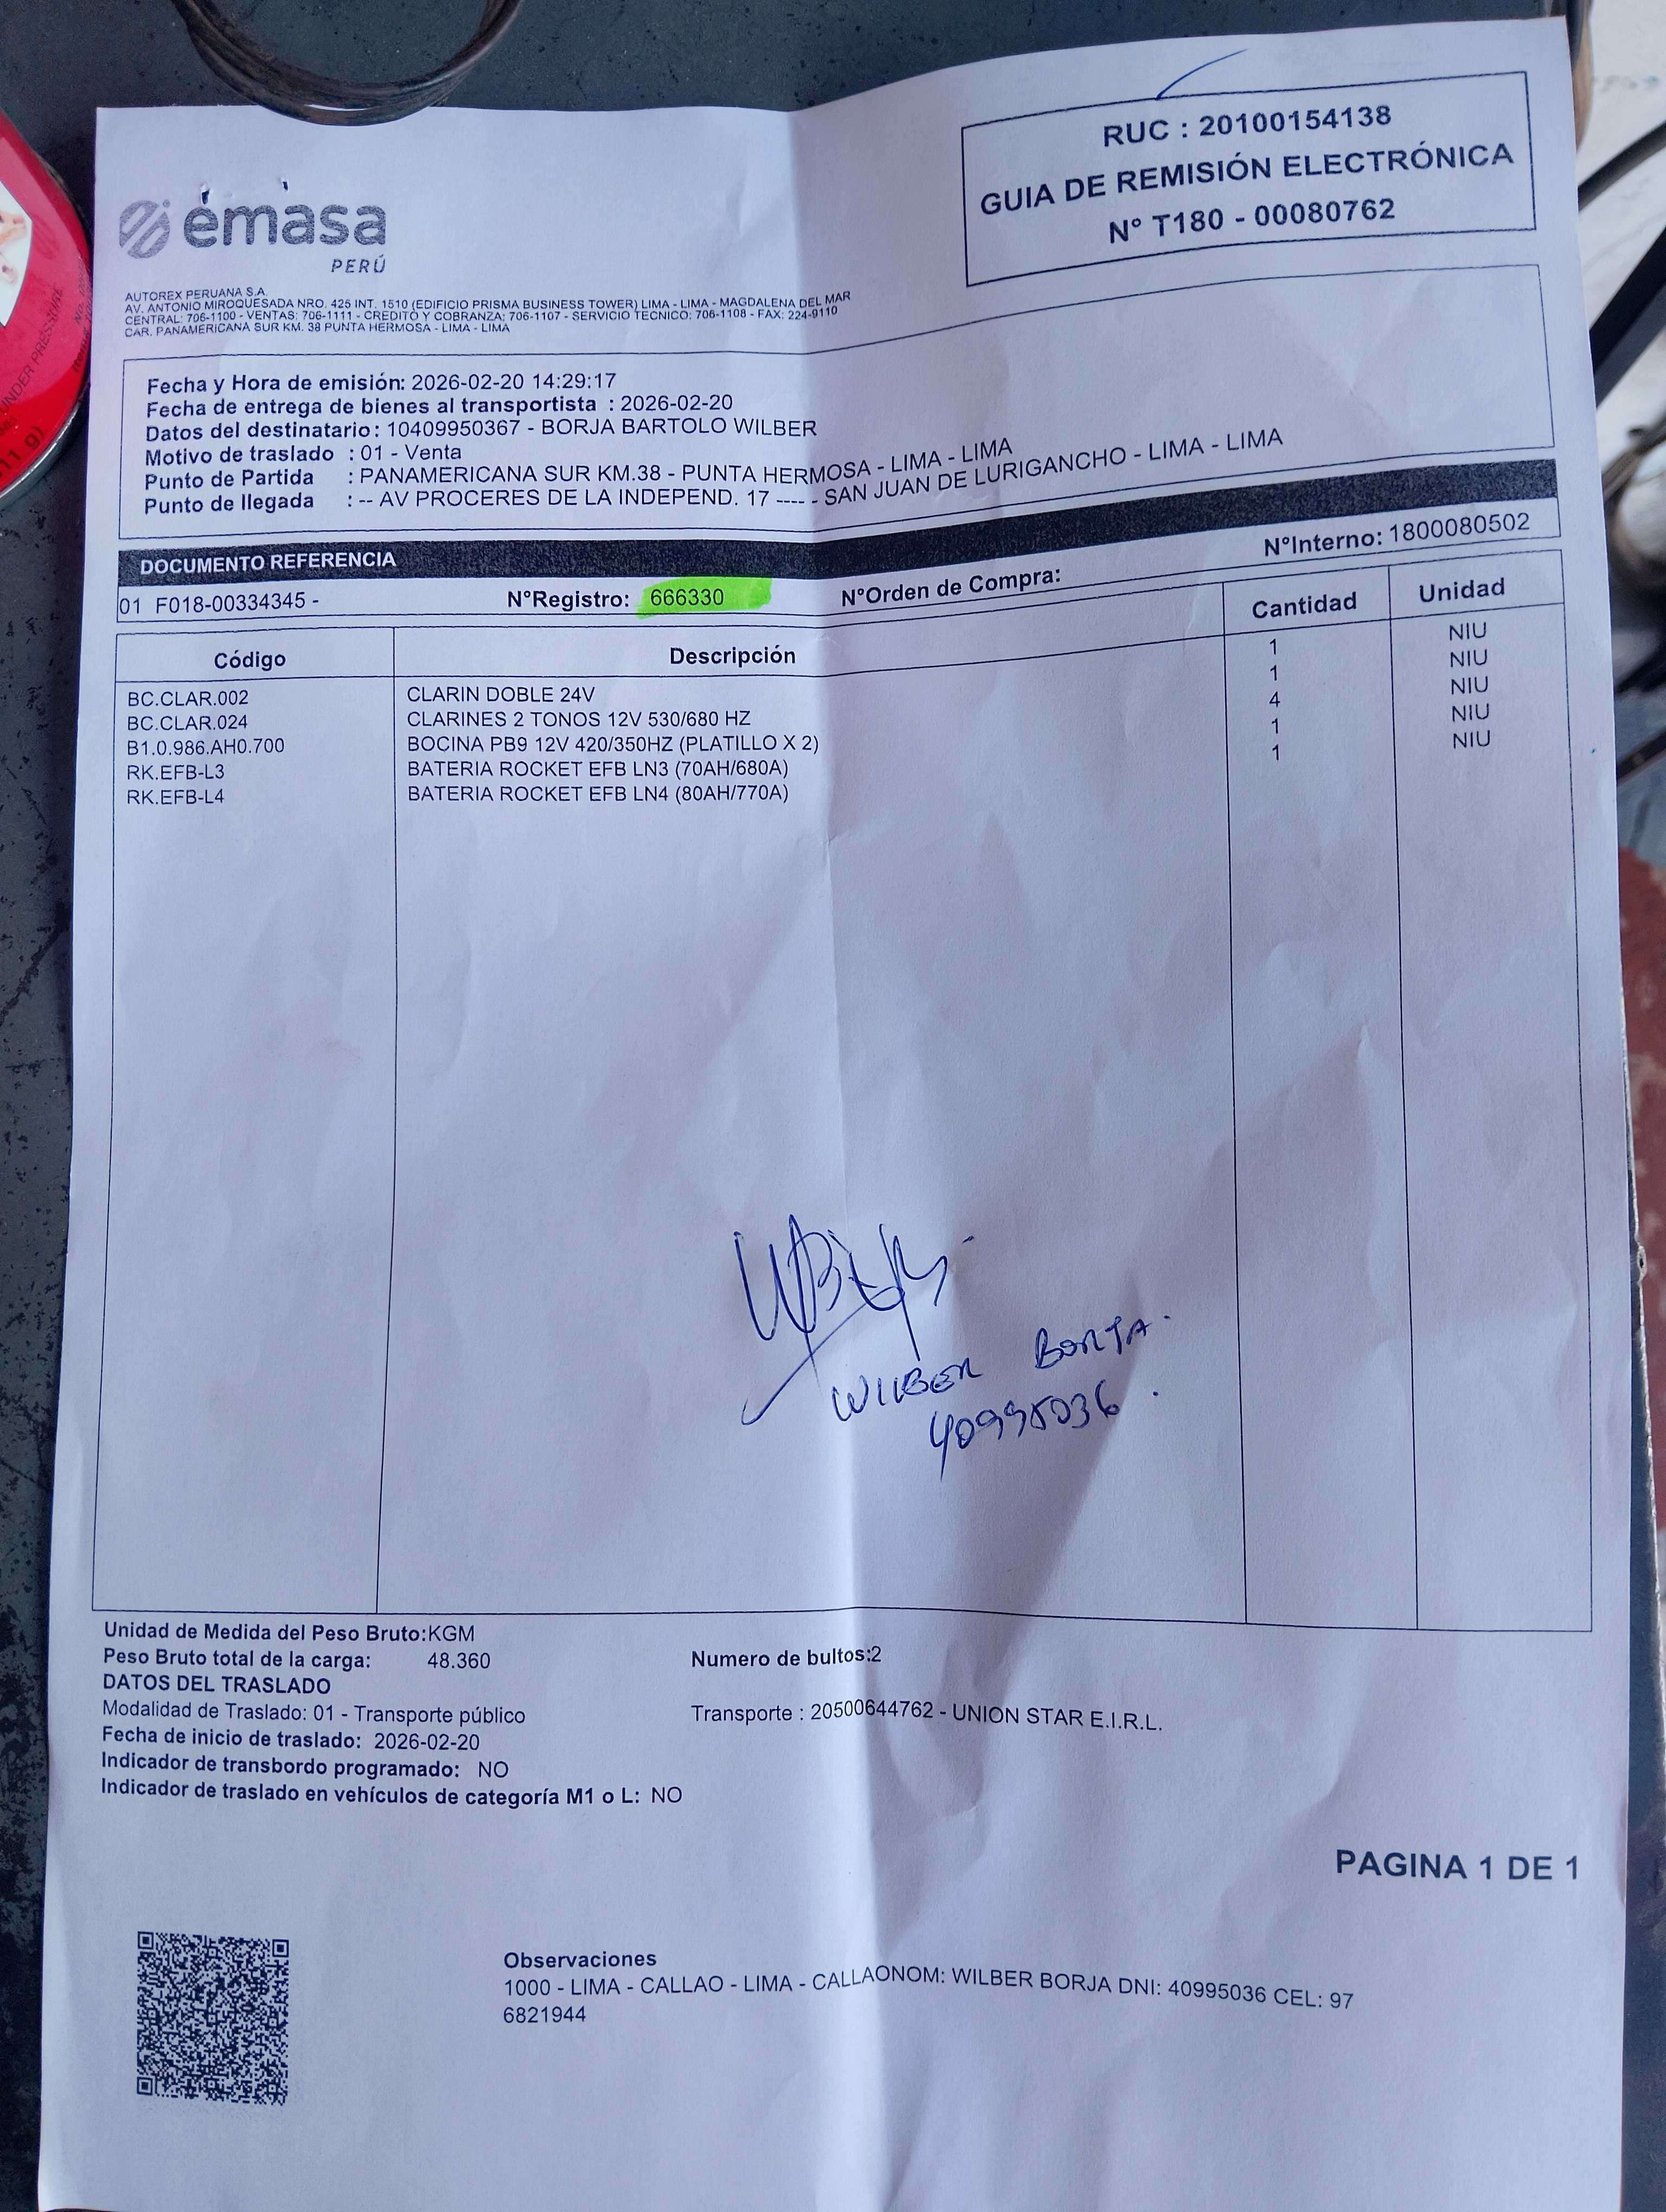 RUC : 20100154138
GUIA DE REMISIÓN ELECTRÓNICA
Nº T180 - 00080762
émasa
PERÚ
AUTOREX PERUANA S.A.
AV. ANTONIO MIROQUESADA NRO. 425 INT. 1510 (EDIFICIO PRISMA BUSINESS TOWER) LIMA - LIMA - MAGDALENA DEL MAR
CENTRAL: 706-1100 - VENTAS: 706-1111 - CREDITO Y COBRANZA: 706-1107 - SERVICIO TECNICO: 706-1108 - FAX: 224-9110
CAR. PANAMERICANA SUR KM. 38 PUNTA HERMOSA - LIMA - LIMA
Fecha y Hora de emisión: 2026-02-20 14:29:17
Fecha de entrega de bienes al transportista : 2026-02-20
Datos del destinatario: 10409950367 - BORJA BARTOLO WILBER
Motivo de traslado : 01 - Venta
Punto de Partida : PANAMERICANA SUR KM.38 - PUNTA HERMOSA - LIMA - LIMA
Punto de llegada : -- AV PROCERES DE LA INDEPEND. 17 ---- - SAN JUAN DE LURIGANCHO - LIMA - LIMA
DOCUMENTO REFERENCIA
01 F018-00334345 - NºRegistro: 666330 NºOrden de Compra: NºInterno: 1800080502
Código Descripción Cantidad Unidad
BC.CLAR.002 CLARIN DOBLE 24V 1 NIU
BC.CLAR.024 CLARINES 2 TONOS 12V 530/680 HZ 1 NIU
B1.0.986.AH0.700 BOCINA PB9 12V 420/350HZ (PLATILLO X 2) 4 NIU
RK.EFB-L3 BATERIA ROCKET EFB LN3 (70AH/680A) 1 NIU
RK.EFB-L4 BATERIA ROCKET EFB LN4 (80AH/770A) 1 NIU
WILBER BORJA.
40995036.
Unidad de Medida del Peso Bruto:KGM
Peso Bruto total de la carga: 48.360 Numero de bultos:2
DATOS DEL TRASLADO
Modalidad de Traslado: 01 - Transporte público Transporte : 20500644762 - UNION STAR E.I.R.L.
Fecha de inicio de traslado: 2026-02-20
Indicador de transbordo programado: NO
Indicador de traslado en vehículos de categoría M1 o L: NO
PAGINA 1 DE 1
Observaciones
1000 - LIMA - CALLAO - LIMA - CALLAONOM: WILBER BORJA DNI: 40995036 CEL: 97
6821944
UNDER PRESSURE